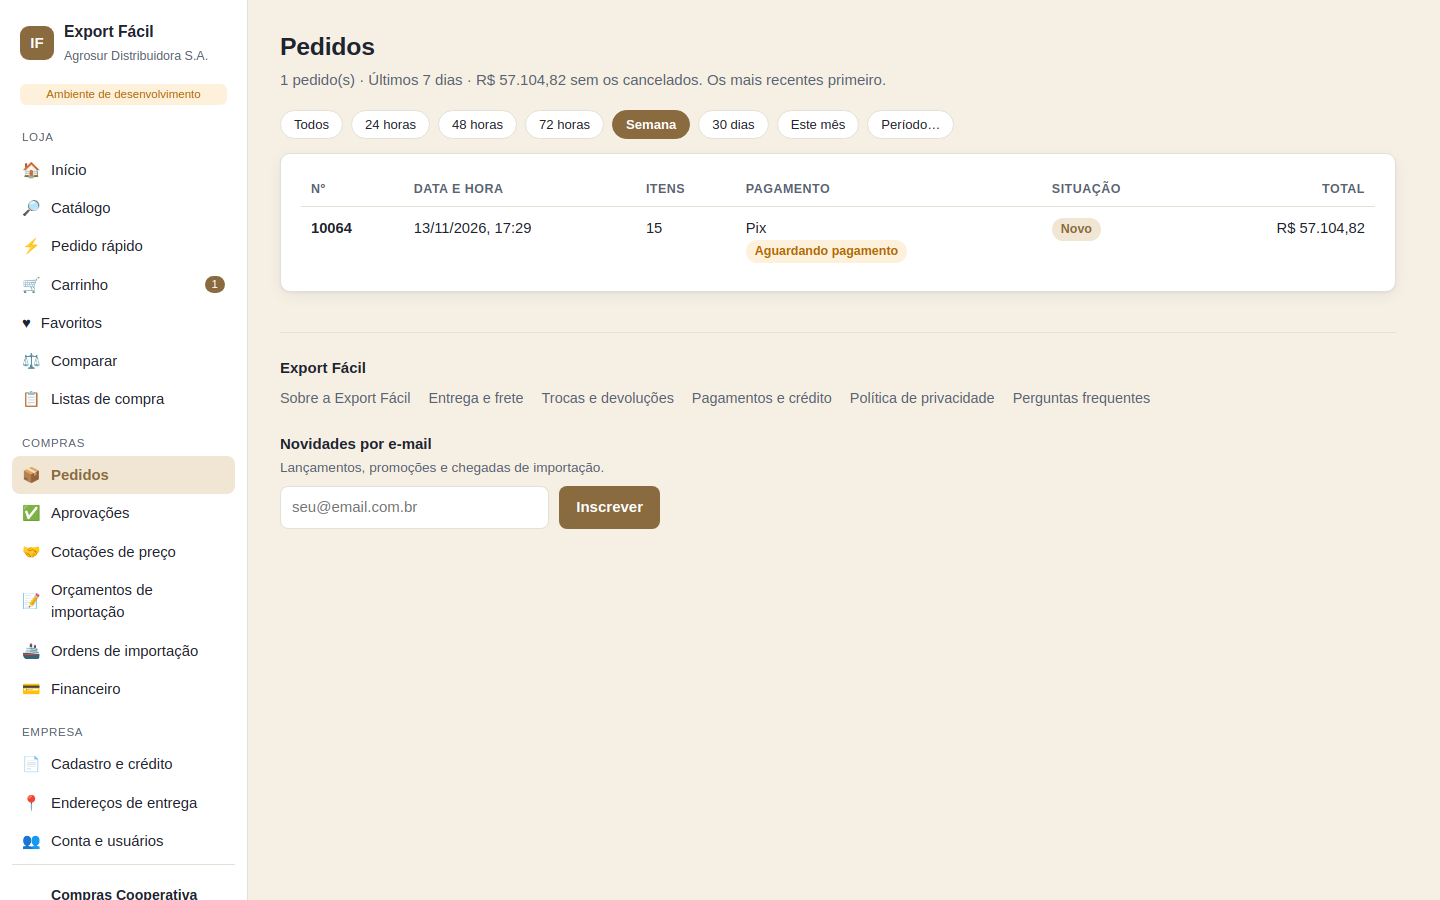 IF
Export Fácil
Agrosur Distribuidora S.A.
Ambiente de desenvolvimento
LOJA
Início
Catálogo
Pedido rápido
Carrinho 1
Favoritos
Comparar
Listas de compra
COMPRAS
Pedidos
Aprovações
Cotações de preço
Orçamentos de
importação
Ordens de importação
Financeiro
EMPRESA
Cadastro e crédito
Endereços de entrega
Conta e usuários
Compras Cooperativa
Pedidos
1 pedido(s) · Últimos 7 dias · R$ 57.104,82 sem os cancelados. Os mais recentes primeiro.
Todos 24 horas 48 horas 72 horas Semana 30 dias Este mês Período…
Nº DATA E HORA ITENS PAGAMENTO SITUAÇÃO TOTAL
10064 13/11/2026, 17:29 15 Pix Novo R$ 57.104,82
Aguardando pagamento
Export Fácil
Sobre a Export Fácil Entrega e frete Trocas e devoluções Pagamentos e crédito Política de privacidade Perguntas frequentes
Novidades por e-mail
Lançamentos, promoções e chegadas de importação.
seu@email.com.br Inscrever